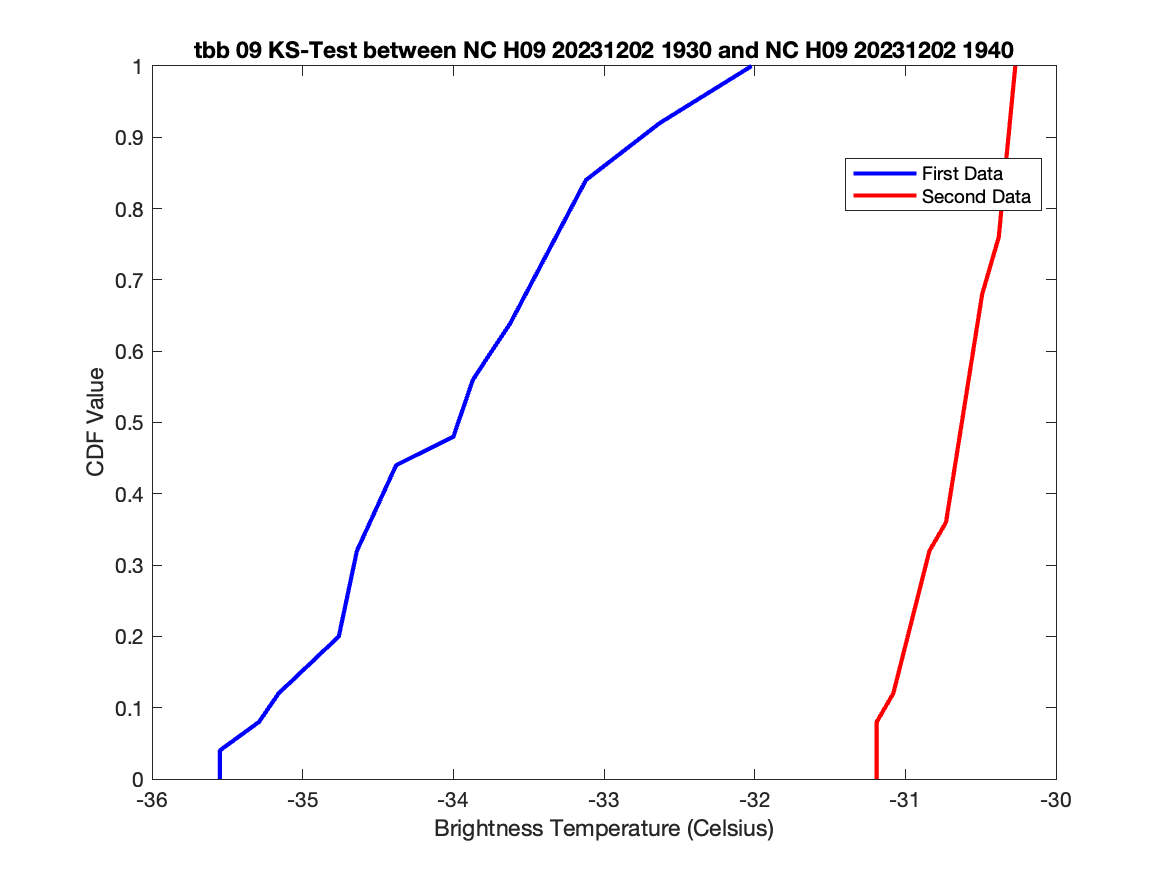 tbb 09 KS-Test between NC H09 20231202 1930 and NC H09 20231202 1940
1
0.9
0.8
0.7
0.6
0.5
0.4
0.3
0.2
0.1
0
CDF Value
First Data
Second Data
-36 -35 -34 -33 -32 -31 -30
Brightness Temperature (Celsius)